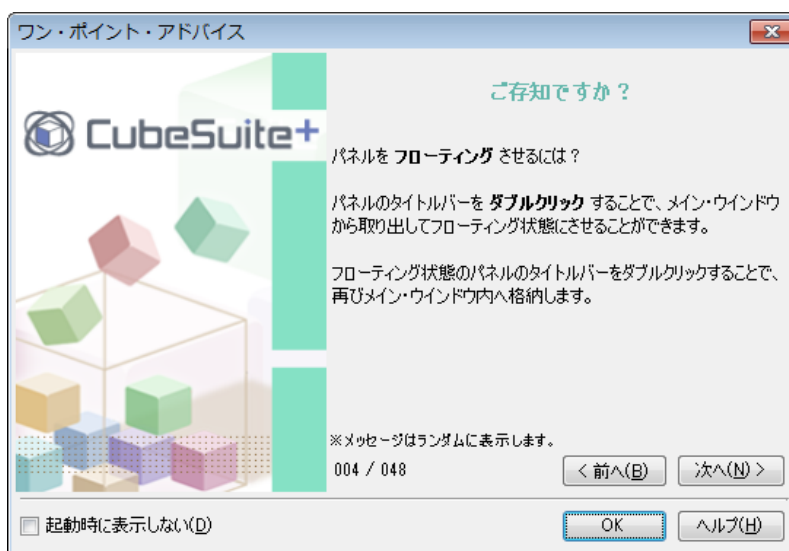 ワン・ポイント・アドバイス
CubeSuite+
ご存知ですか？
パネルを フローティング させるには？
パネルのタイトルバーを ダブルクリック することで、メイン・ウインドウ
から取り出してフローティング状態にさせることができます。
フローティング状態のパネルのタイトルバーをダブルクリックすることで、
再びメイン・ウインドウ内へ格納します。
※メッセージはランダムに表示します。
004 / 048
< 前へ(B)
次へ(N) >
起動時に表示しない(D)
OK
ヘルプ(H)